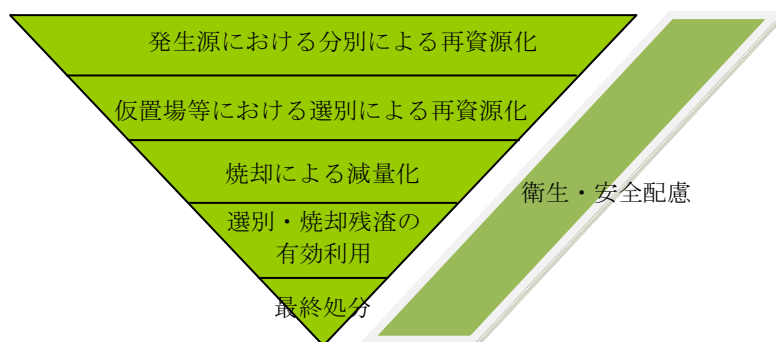 発生源における分別による再資源化
仮置場等における選別による再資源化
焼却による減量化
衛生・安全配慮
選別・焼却残渣の
有効利用
最終処分